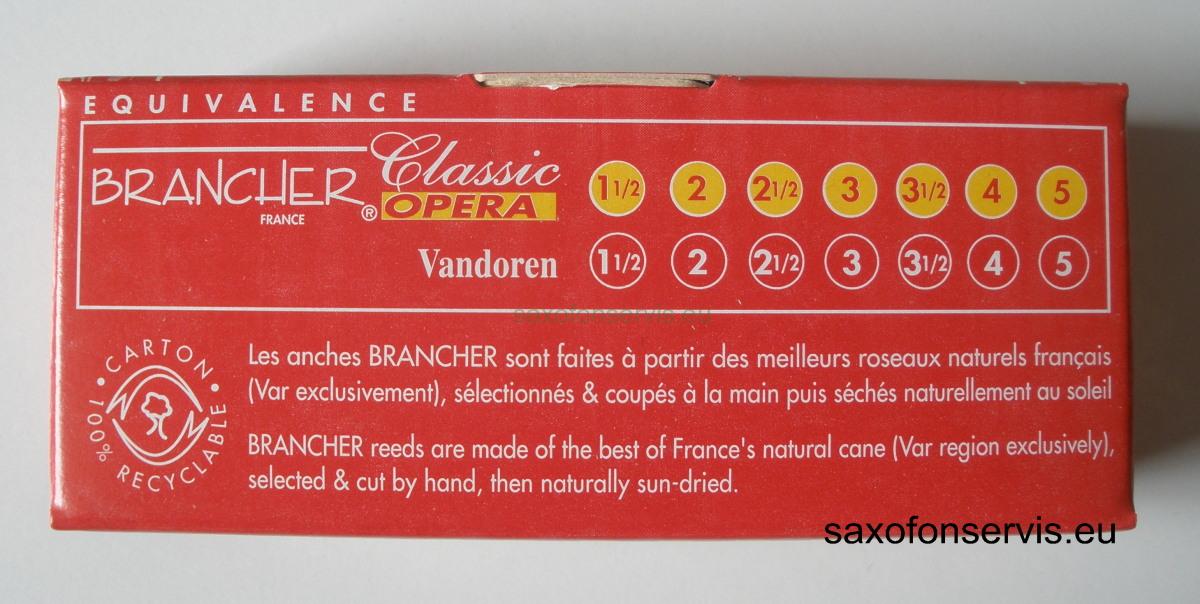 EQUIVALENCE
BRANCHER Classic
FRANCE ® OPERA
1 1/2 2 2 1/2 3 3 1/2 4 5
Vandoren 1 1/2 2 2 1/2 3 3 1/2 4 5
saxofonservis.eu
CARTON
100% RECYCLABLE
Les anches BRANCHER sont faites à partir des meilleurs roseaux naturels français
(Var exclusivement), sélectionnés & coupés à la main puis séchés naturellement au soleil
BRANCHER reeds are made of the best of France's natural cane (Var region exclusively),
selected & cut by hand, then naturally sun-dried.
saxofonservis.eu